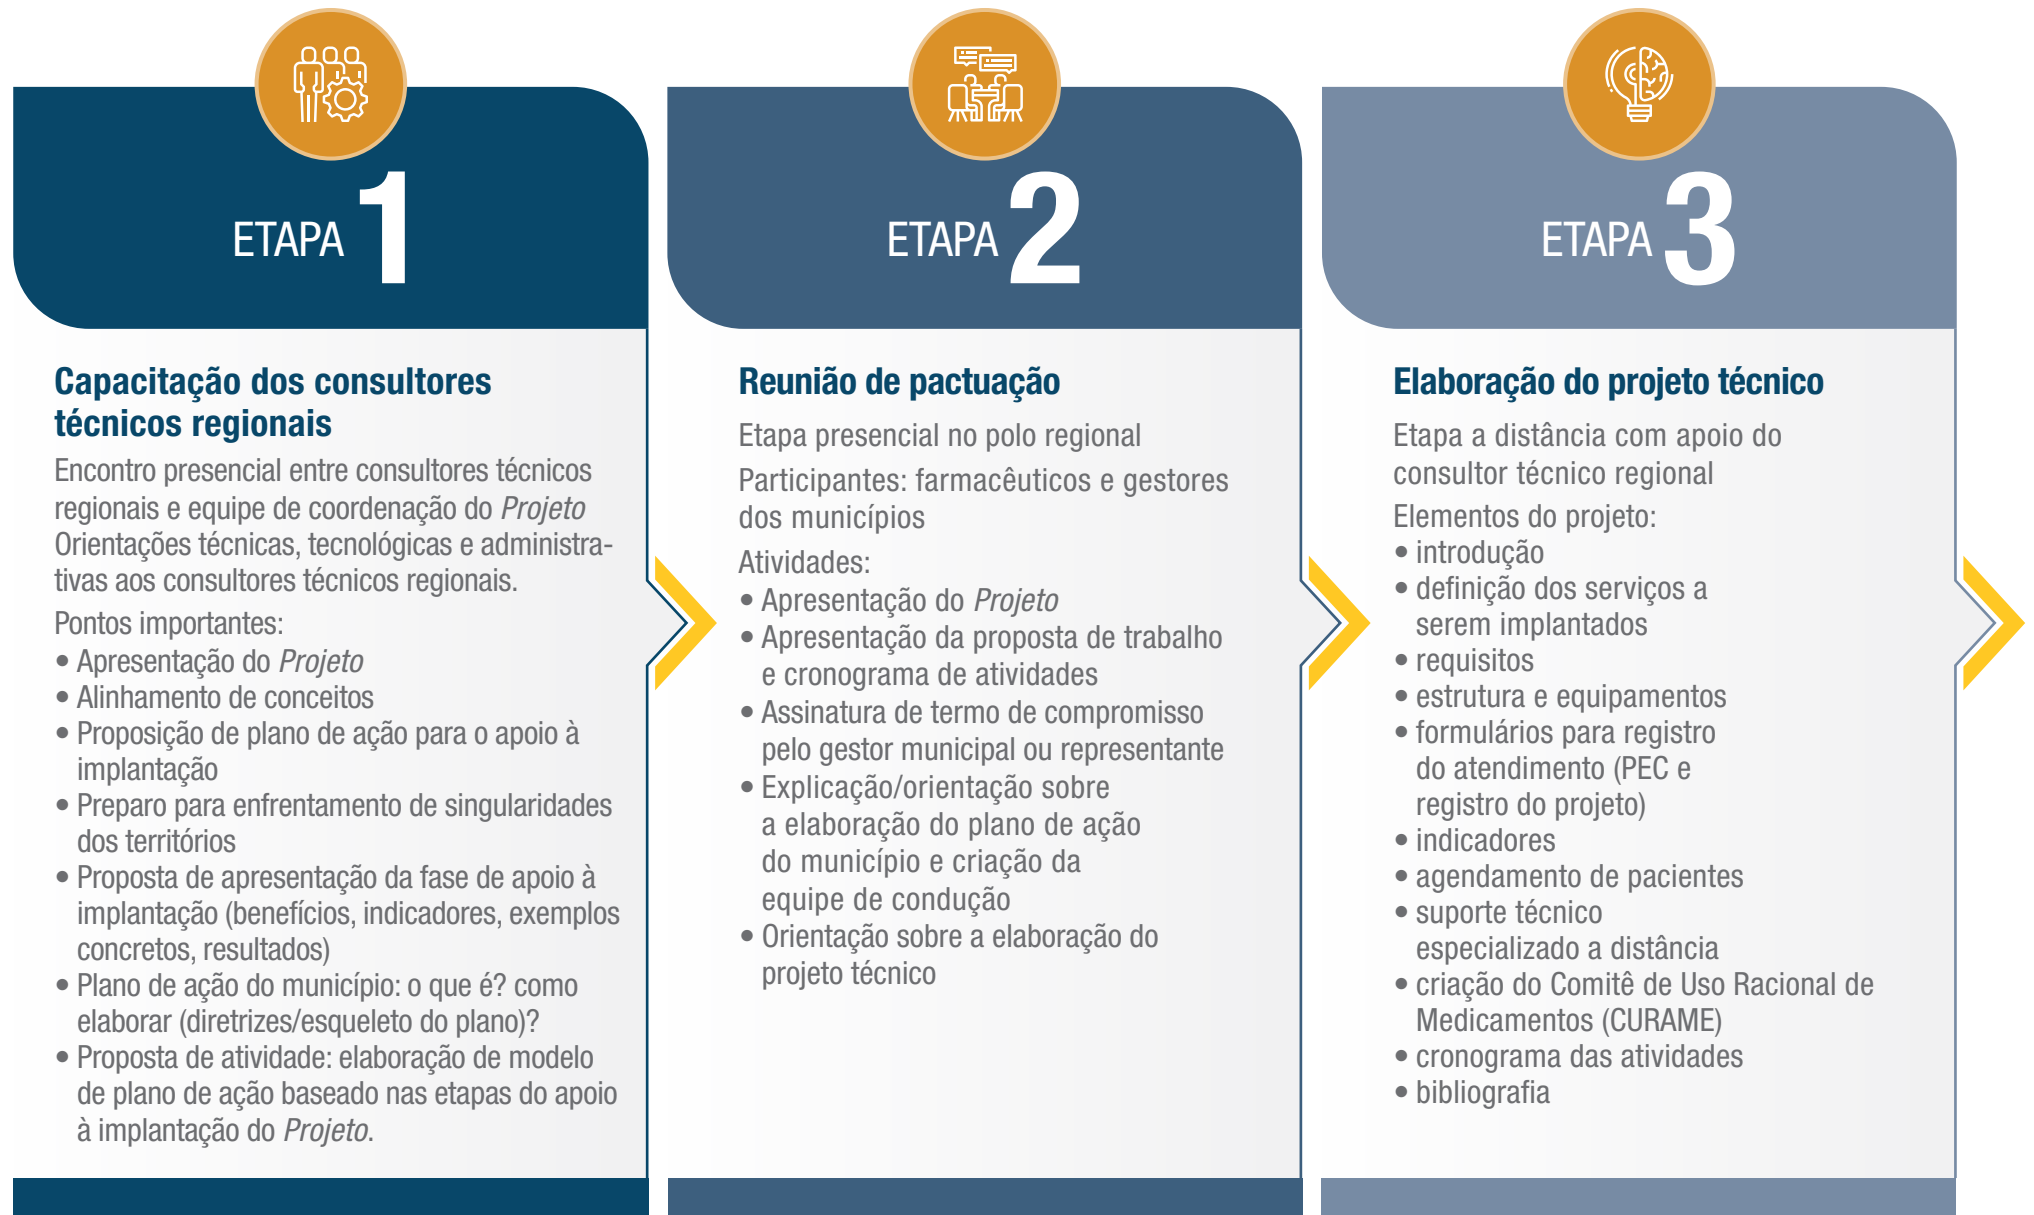 ETAPA 1
Capacitação dos consultores
técnicos regionais
Encontro presencial entre consultores técnicos
regionais e equipe de coordenação do Projeto
Orientações técnicas, tecnológicas e administra-
tivas aos consultores técnicos regionais.
Pontos importantes:
• Apresentação do Projeto
• Alinhamento de conceitos
• Proposição de plano de ação para o apoio à
implantação
• Preparo para enfrentamento de singularidades
dos territórios
• Proposta de apresentação da fase de apoio à
implantação (benefícios, indicadores, exemplos
concretos, resultados)
• Plano de ação do município: o que é? como
elaborar (diretrizes/esqueleto do plano)?
• Proposta de atividade: elaboração de modelo
de plano de ação baseado nas etapas do apoio
à implantação do Projeto.
ETAPA 2
Reunião de pactuação
Etapa presencial no polo regional
Participantes: farmacêuticos e gestores
dos municípios
Atividades:
• Apresentação do Projeto
• Apresentação da proposta de trabalho
e cronograma de atividades
• Assinatura de termo de compromisso
pelo gestor municipal ou representante
• Explicação/orientação sobre
a elaboração do plano de ação
do município e criação da
equipe de condução
• Orientação sobre a elaboração do
projeto técnico
ETAPA 3
Elaboração do projeto técnico
Etapa a distância com apoio do
consultor técnico regional
Elementos do projeto:
• introdução
• definição dos serviços a
serem implantados
• requisitos
• estrutura e equipamentos
• formulários para registro
do atendimento (PEC e
registro do projeto)
• indicadores
• agendamento de pacientes
• suporte técnico
especializado a distância
• criação do Comitê de Uso Racional de
Medicamentos (CURAME)
• cronograma das atividades
• bibliografia